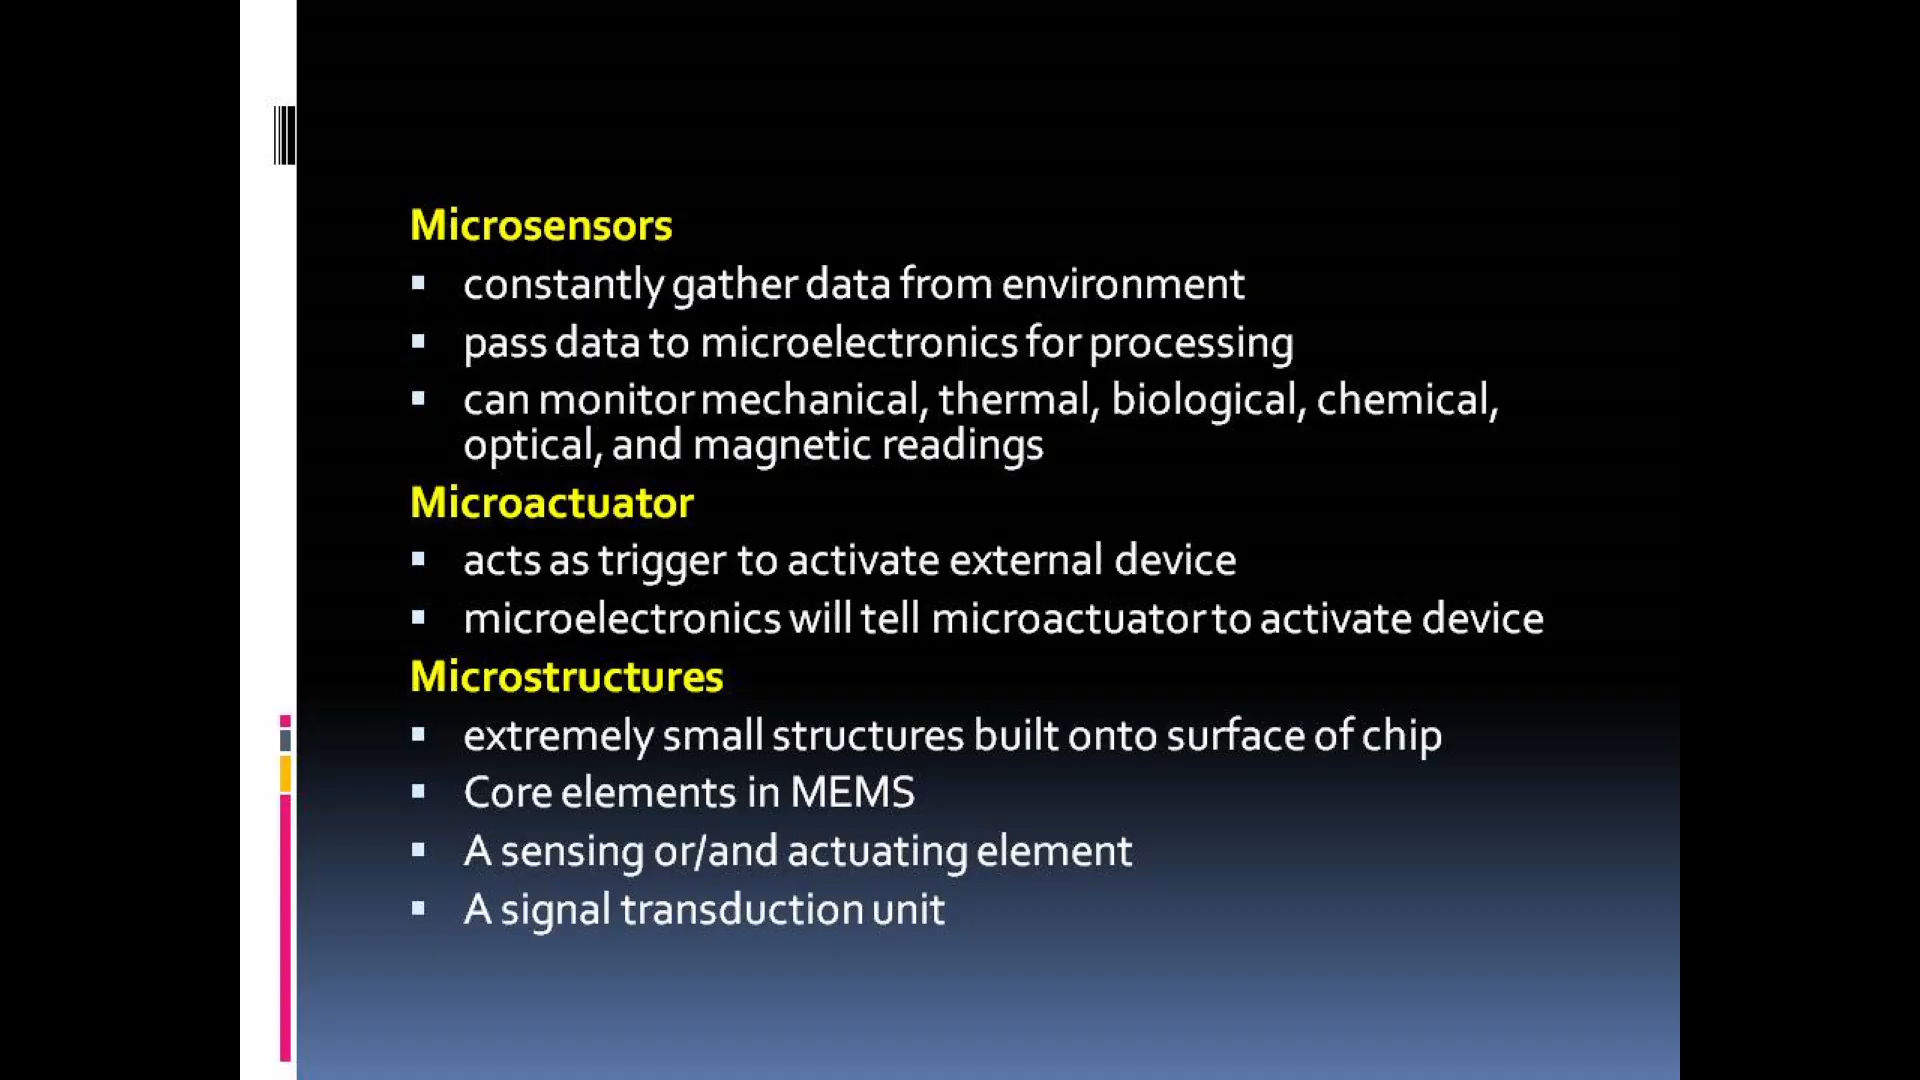 Microsensors
▪ constantly gather data from environment
▪ pass data to microelectronics for processing
▪ can monitor mechanical, thermal, biological, chemical,
optical, and magnetic readings
Microactuator
▪ acts as trigger to activate external device
▪ microelectronics will tell microactuator to activate device
Microstructures
▪ extremely small structures built onto surface of chip
▪ Core elements in MEMS
▪ A sensing or/and actuating element
▪ A signal transduction unit